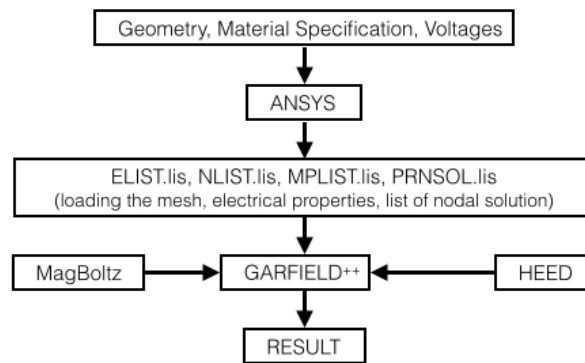 Geometry, Material Specification, Voltages
ANSYS
ELIST.lis, NLIST.lis, MPLIST.lis, PRNSOL.lis
(loading the mesh, electrical properties, list of nodal solution)
MagBoltz
GARFIELD++
HEED
RESULT